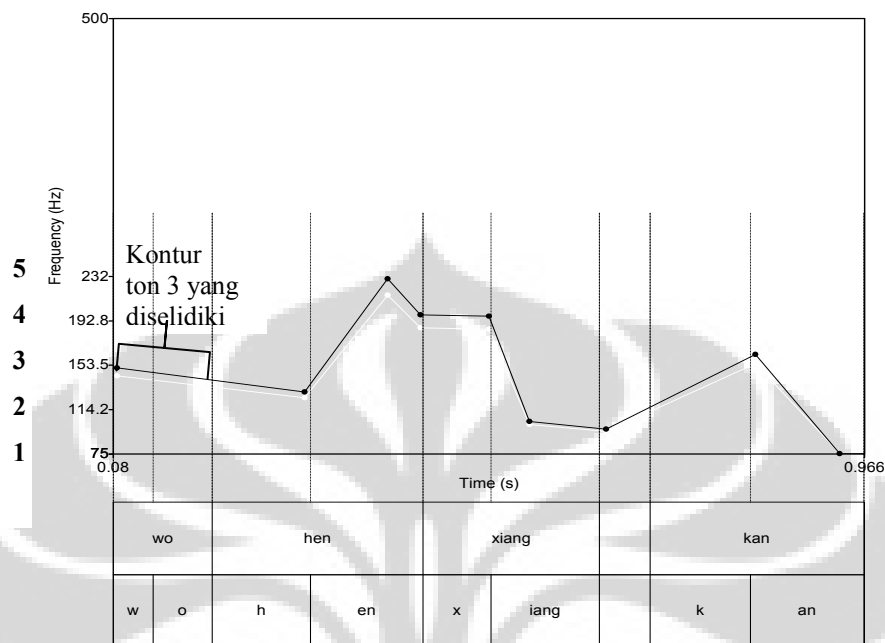 500
Frequency (Hz)
Kontur
ton 3 yang
diselidiki
5 232
4 192.8
3 153.5
2 114.2
1 75
0.08 0.966
Time (s)
wo hen xiang kan
w o h en x iang k an